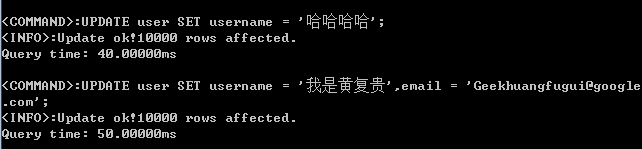 <COMMAND>:UPDATE user SET username = '哈哈哈哈';
<INFO>:Update ok!10000 rows affected.
Query time: 40.00000ms
<COMMAND>:UPDATE user SET username = '我是黄复贵',email = 'Geekhuangfugui@google
.com';
<INFO>:Update ok!10000 rows affected.
Query time: 50.00000ms